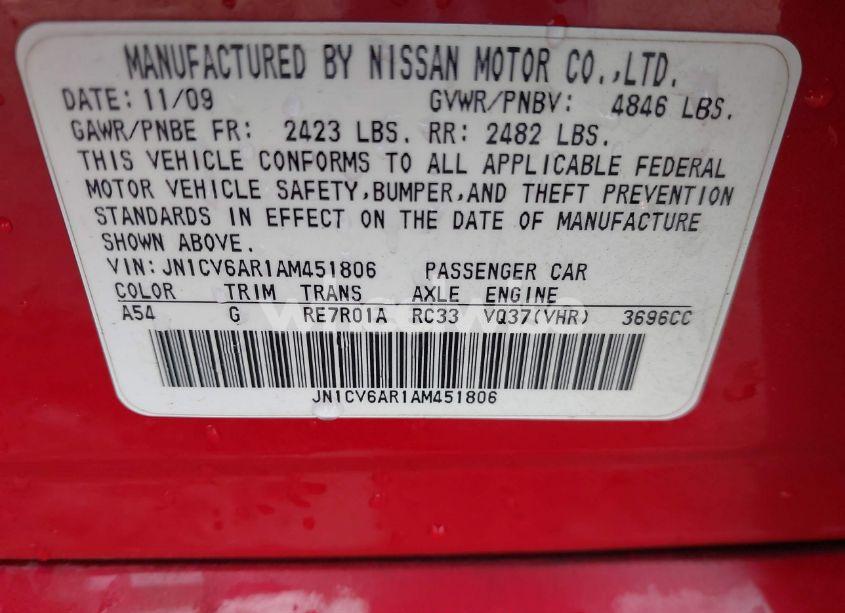 MANUFACTURED BY NISSAN MOTOR CO.,LTD.
DATE: 11/09 GVWR/PNBV: 4846 LBS.
GAWR/PNBE FR: 2423 LBS. RR: 2482 LBS.
THIS VEHICLE CONFORMS TO ALL APPLICABLE FEDERAL
MOTOR VEHICLE SAFETY,BUMPER,AND THEFT PREVENTION
STANDARDS IN EFFECT ON THE DATE OF MANUFACTURE
SHOWN ABOVE.
VIN:JN1CV6AR1AM451806 PASSENGER CAR
COLOR TRIM TRANS AXLE ENGINE
A54 G RE7R01A RC33 VQ37(VHR) 3696CC
JN1CV6AR1AM451806